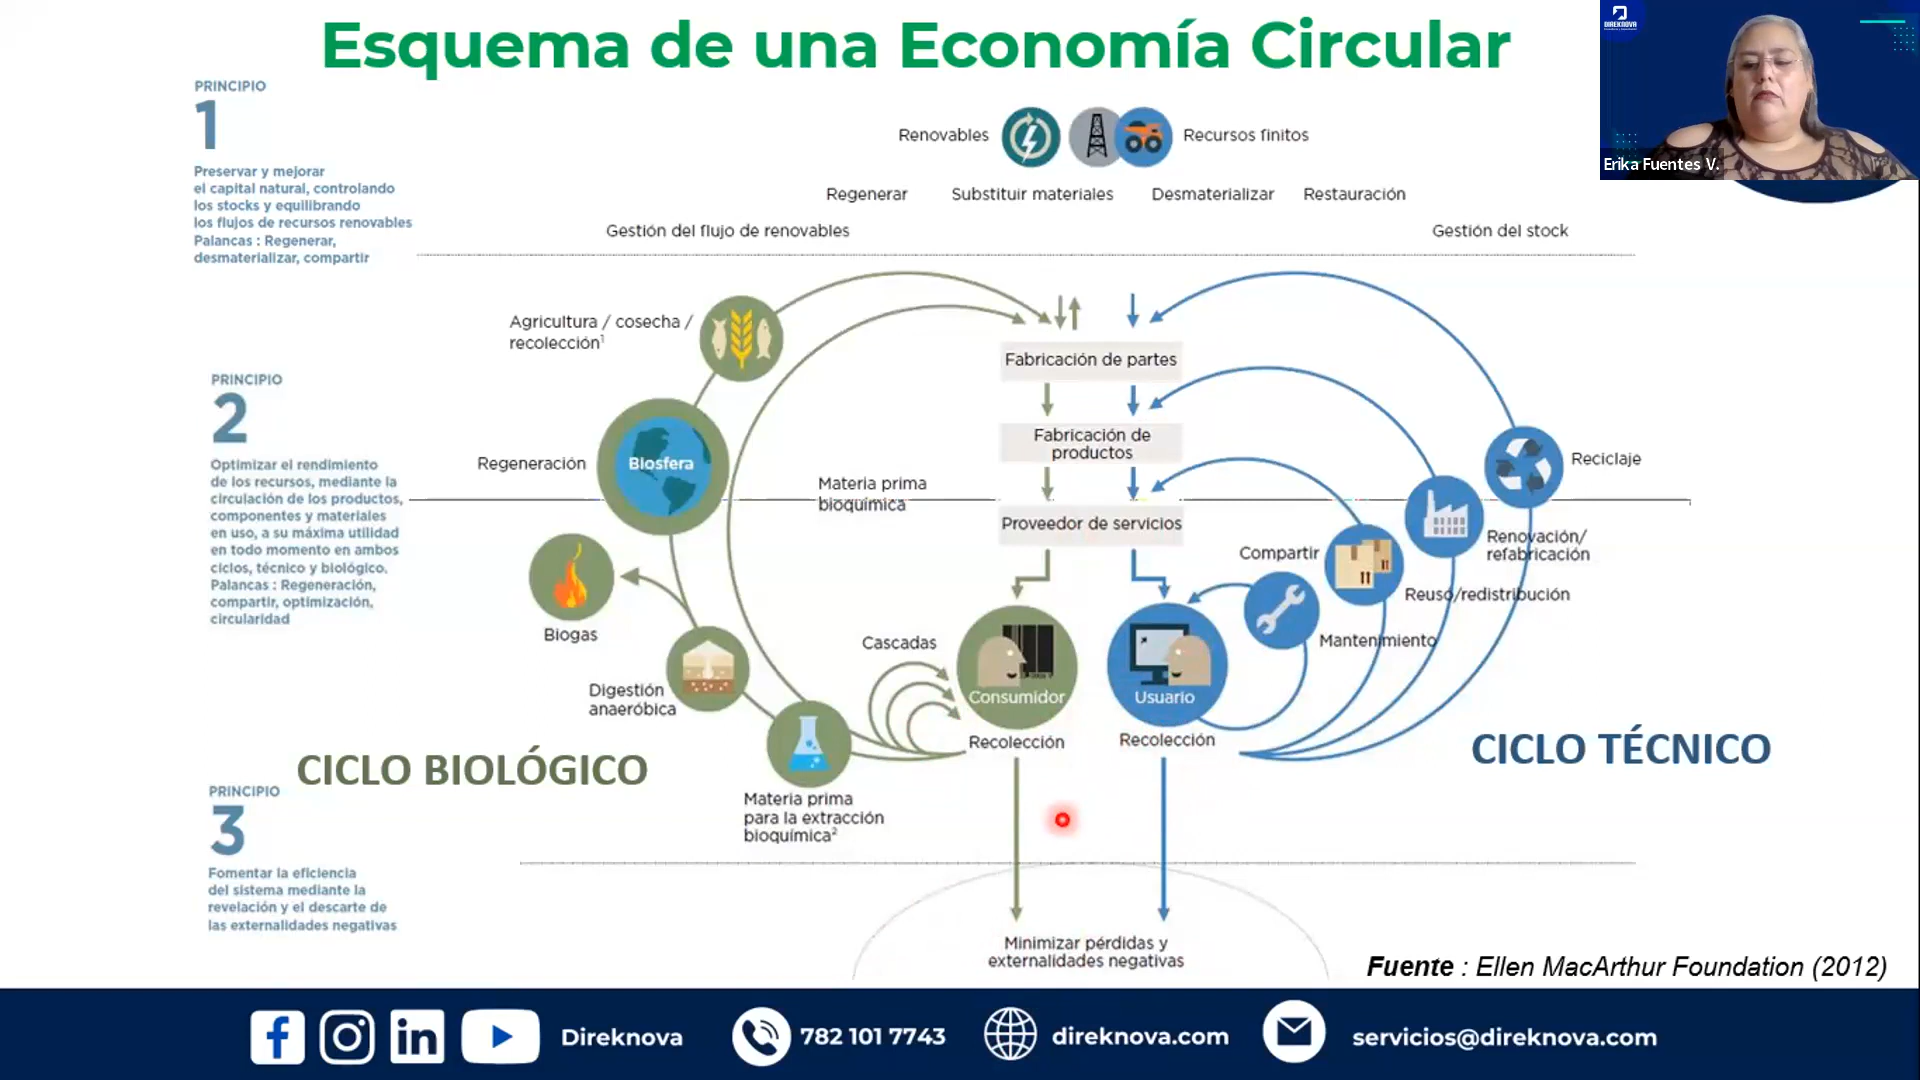 Esquema de una Economía Circular
DIREKNOVA
Erika Fuentes V.
PRINCIPIO
1
Preservar y mejorar
el capital natural, controlando
los stocks y equilibrando
los flujos de recursos renovables
Palancas : Regenerar,
desmaterializar, compartir
Renovables
Recursos finitos
Regenerar
Substituir materiales
Desmaterializar
Restauración
Gestión del flujo de renovables
Gestión del stock
PRINCIPIO
2
Optimizar el rendimiento
de los recursos, mediante la
circulación de los productos,
componentes y materiales
en uso, a su máxima utilidad
en todo momento en ambos
ciclos, técnico y biológico.
Palancas : Regeneración,
compartir, optimización,
circularidad
Agricultura / cosecha /
recolección1
Regeneración
Biosfera
Biogas
Digestión
anaeróbica
Materia prima
para la extracción
bioquímica2
Materia prima
bioquímica
Cascadas
Fabricación de partes
Fabricación de
productos
Proveedor de servicios
Consumidor
Recolección
Usuario
Recolección
Compartir
Mantenimiento
Reuso/redistribución
Renovación/
refabricación
Reciclaje
CICLO BIOLÓGICO
CICLO TÉCNICO
PRINCIPIO
3
Fomentar la eficiencia
del sistema mediante la
revelación y el descarte de
las externalidades negativas
Minimizar pérdidas y
externalidades negativas
Fuente : Ellen MacArthur Foundation (2012)
Direknova
782 101 7743
direknova.com
servicios@direknova.com